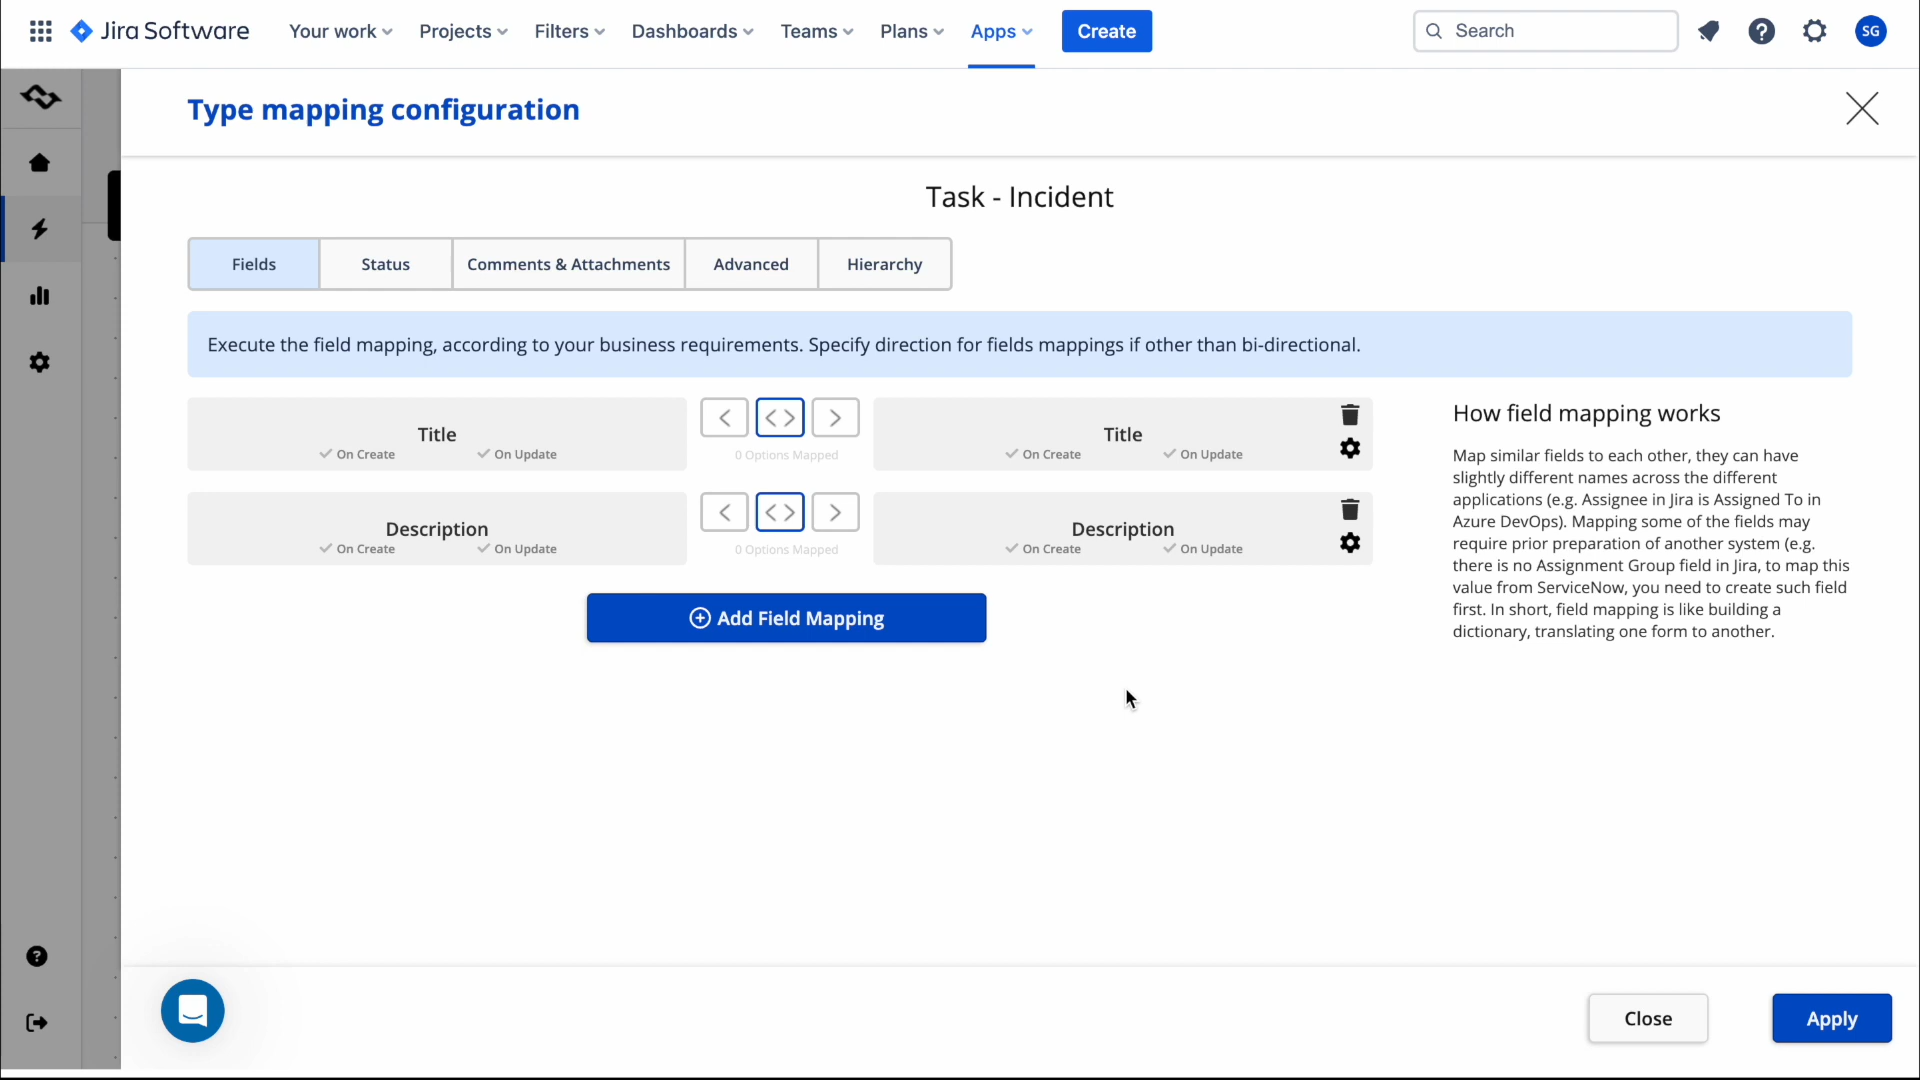 Jira Software
Your work
Projects
Filters
Dashboards
Teams
Plans
Apps
Create
Search
SG
Type mapping configuration
Task - Incident
Fields
Status
Comments & Attachments
Advanced
Hierarchy
Execute the field mapping, according to your business requirements. Specify direction for fields mappings if other than bi-directional.
Title
On Create
On Update
0 Options Mapped
Title
On Create
On Update
Description
On Create
On Update
0 Options Mapped
Description
On Create
On Update
Add Field Mapping
How field mapping works
Map similar fields to each other, they can have
slightly different names across the different
applications (e.g. Assignee in Jira is Assigned To in
Azure DevOps). Mapping some of the fields may
require prior preparation of another system (e.g.
there is no Assignment Group field in Jira, to map this
value from ServiceNow, you need to create such field
first. In short, field mapping is like building a
dictionary, translating one form to another.
Close
Apply